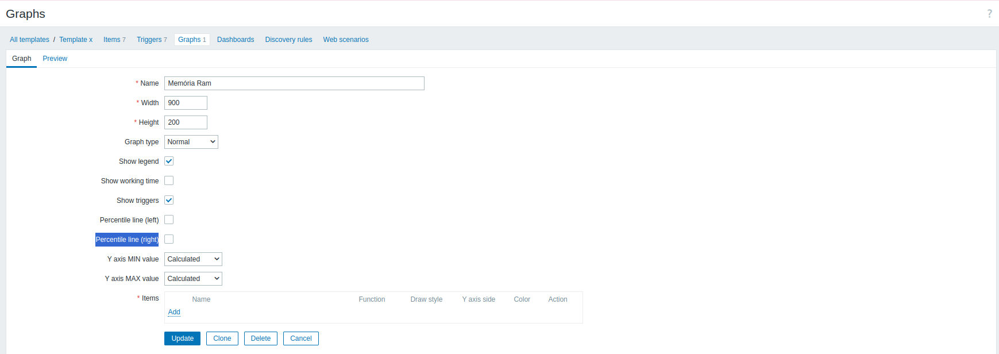 Graphs
?
All templates / Template x Items 7 Triggers 7 Graphs 1 Dashboards Discovery rules Web scenarios
Graph Preview
* Name Memória Ram
* Width 900
* Height 200
Graph type Normal
Show legend
Show working time
Show triggers
Percentile line (left)
Percentile line (right)
Y axis MIN value Calculated
Y axis MAX value Calculated
* Items Name Function Draw style Y axis side Color Action
Add
Update Clone Delete Cancel